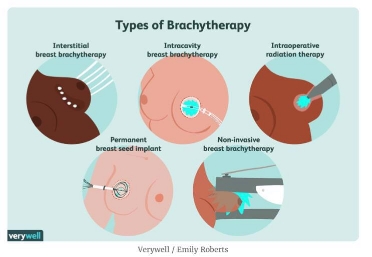 Types of Brachytherapy
Interstitial
breast brachytherapy
Intracavity
breast brachytherapy
Intraoperative
radiation therapy
Permanent
breast seed implant
Non-invasive
breast brachytherapy
verywell
Verywell / Emily Roberts